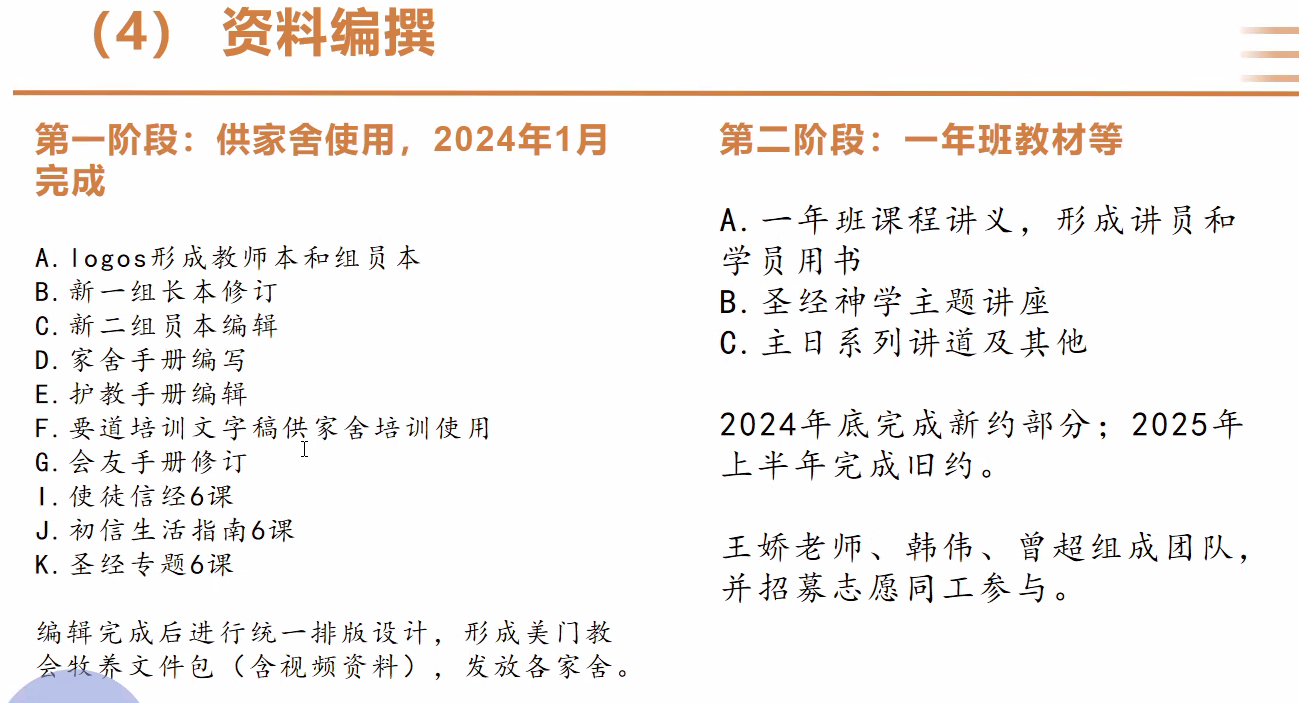 （4） 资料编撰
第一阶段：供家舍使用，2024年1月
完成
A.logos形成教师本和组员本
B.新一组长本修订
C.新二组员本编辑
D.家舍手册编写
E.护教手册编辑
F.要道培训文字稿供家舍培训使用
G.会友手册修订
I.使徒信经6课
J.初信生活指南6课
K.圣经专题6课
编辑完成后进行统一排版设计，形成美门教
会牧养文件包（含视频资料），发放各家舍。
第二阶段：一年班教材等
A.一年班课程讲义，形成讲员和
学员用书
B.圣经神学主题讲座
C.主日系列讲道及其他
2024年底完成新约部分；2025年
上半年完成旧约。
王娇老师、韩伟、曾超组成团队，
并招募志愿同工参与。